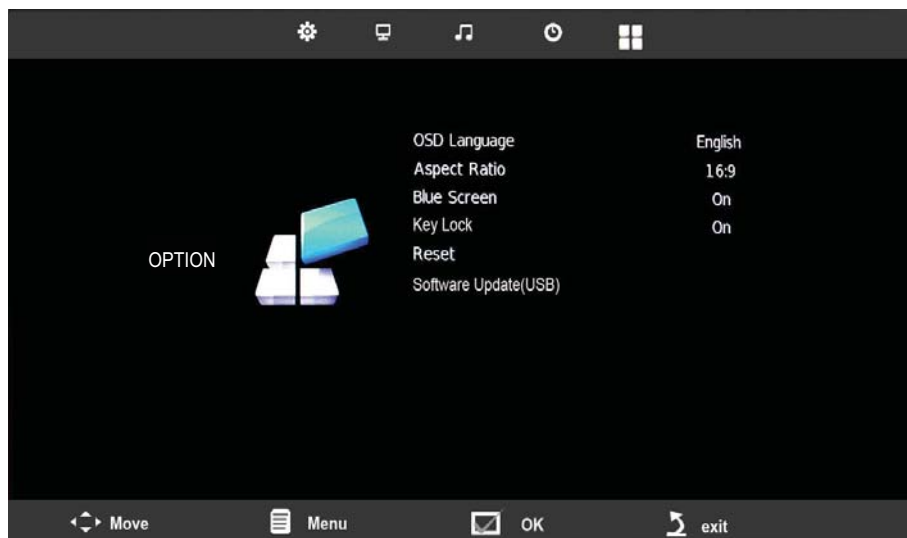 OSD Language English
Aspect Ratio 16:9
Blue Screen On
Key Lock On
OPTION
Reset
Software Update(USB)
Move Menu OK exit